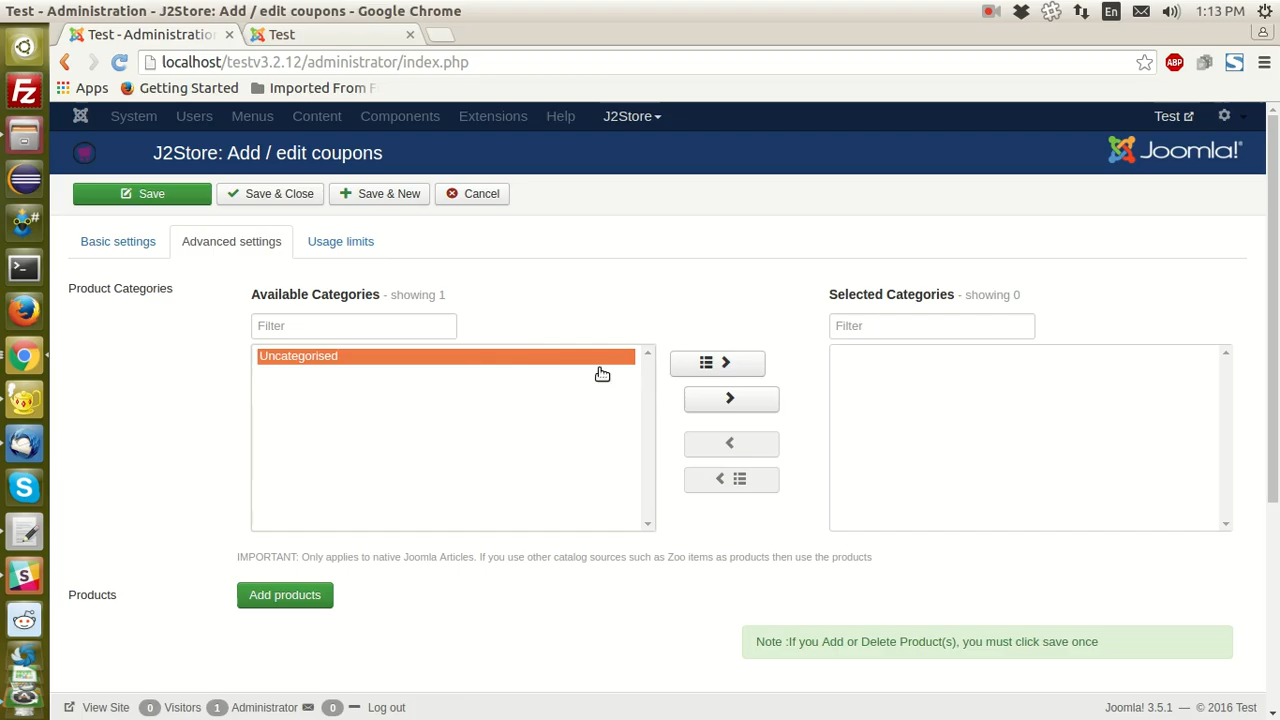 Test - Administration - J2Store: Add / edit coupons - Google Chrome
En
1:13 PM
Test - Administratio
Test
localhost/testv3.2.12/administrator/index.php
ABP
Apps Getting Started Imported From F
System Users Menus Content Components Extensions Help J2Store Test
J2Store: Add / edit coupons
Joomla!
Save Save & Close Save & New Cancel
Basic settings Advanced settings Usage limits
Product Categories
Available Categories - showing 1
Selected Categories - showing 0
Filter
Filter
Uncategorised
IMPORTANT: Only applies to native Joomla Articles. If you use other catalog sources such as Zoo items as products then use the products
Products
Add products
Note :If you Add or Delete Product(s), you must click save once
View Site 0 Visitors 1 Administrator 0 Log out
Joomla! 3.5.1 — © 2016 Test